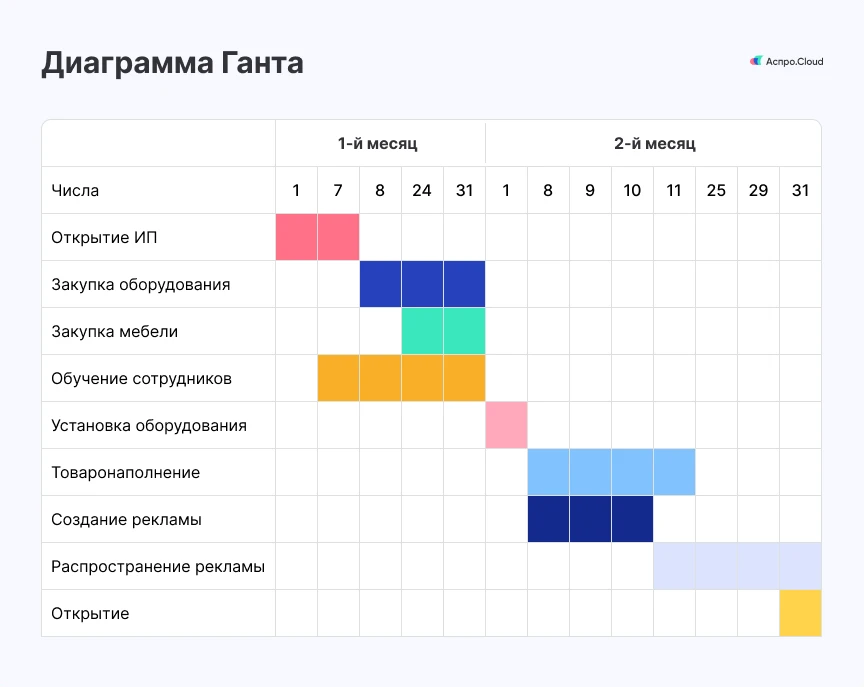 Диаграмма Ганта
Аспро.Cloud
1-й месяц 2-й месяц
Числа 1 7 8 24 31 1 8 9 10 11 25 29 31
Открытие ИП
Закупка оборудования
Закупка мебели
Обучение сотрудников
Установка оборудования
Товаронаполнение
Создание рекламы
Распространение рекламы
Открытие